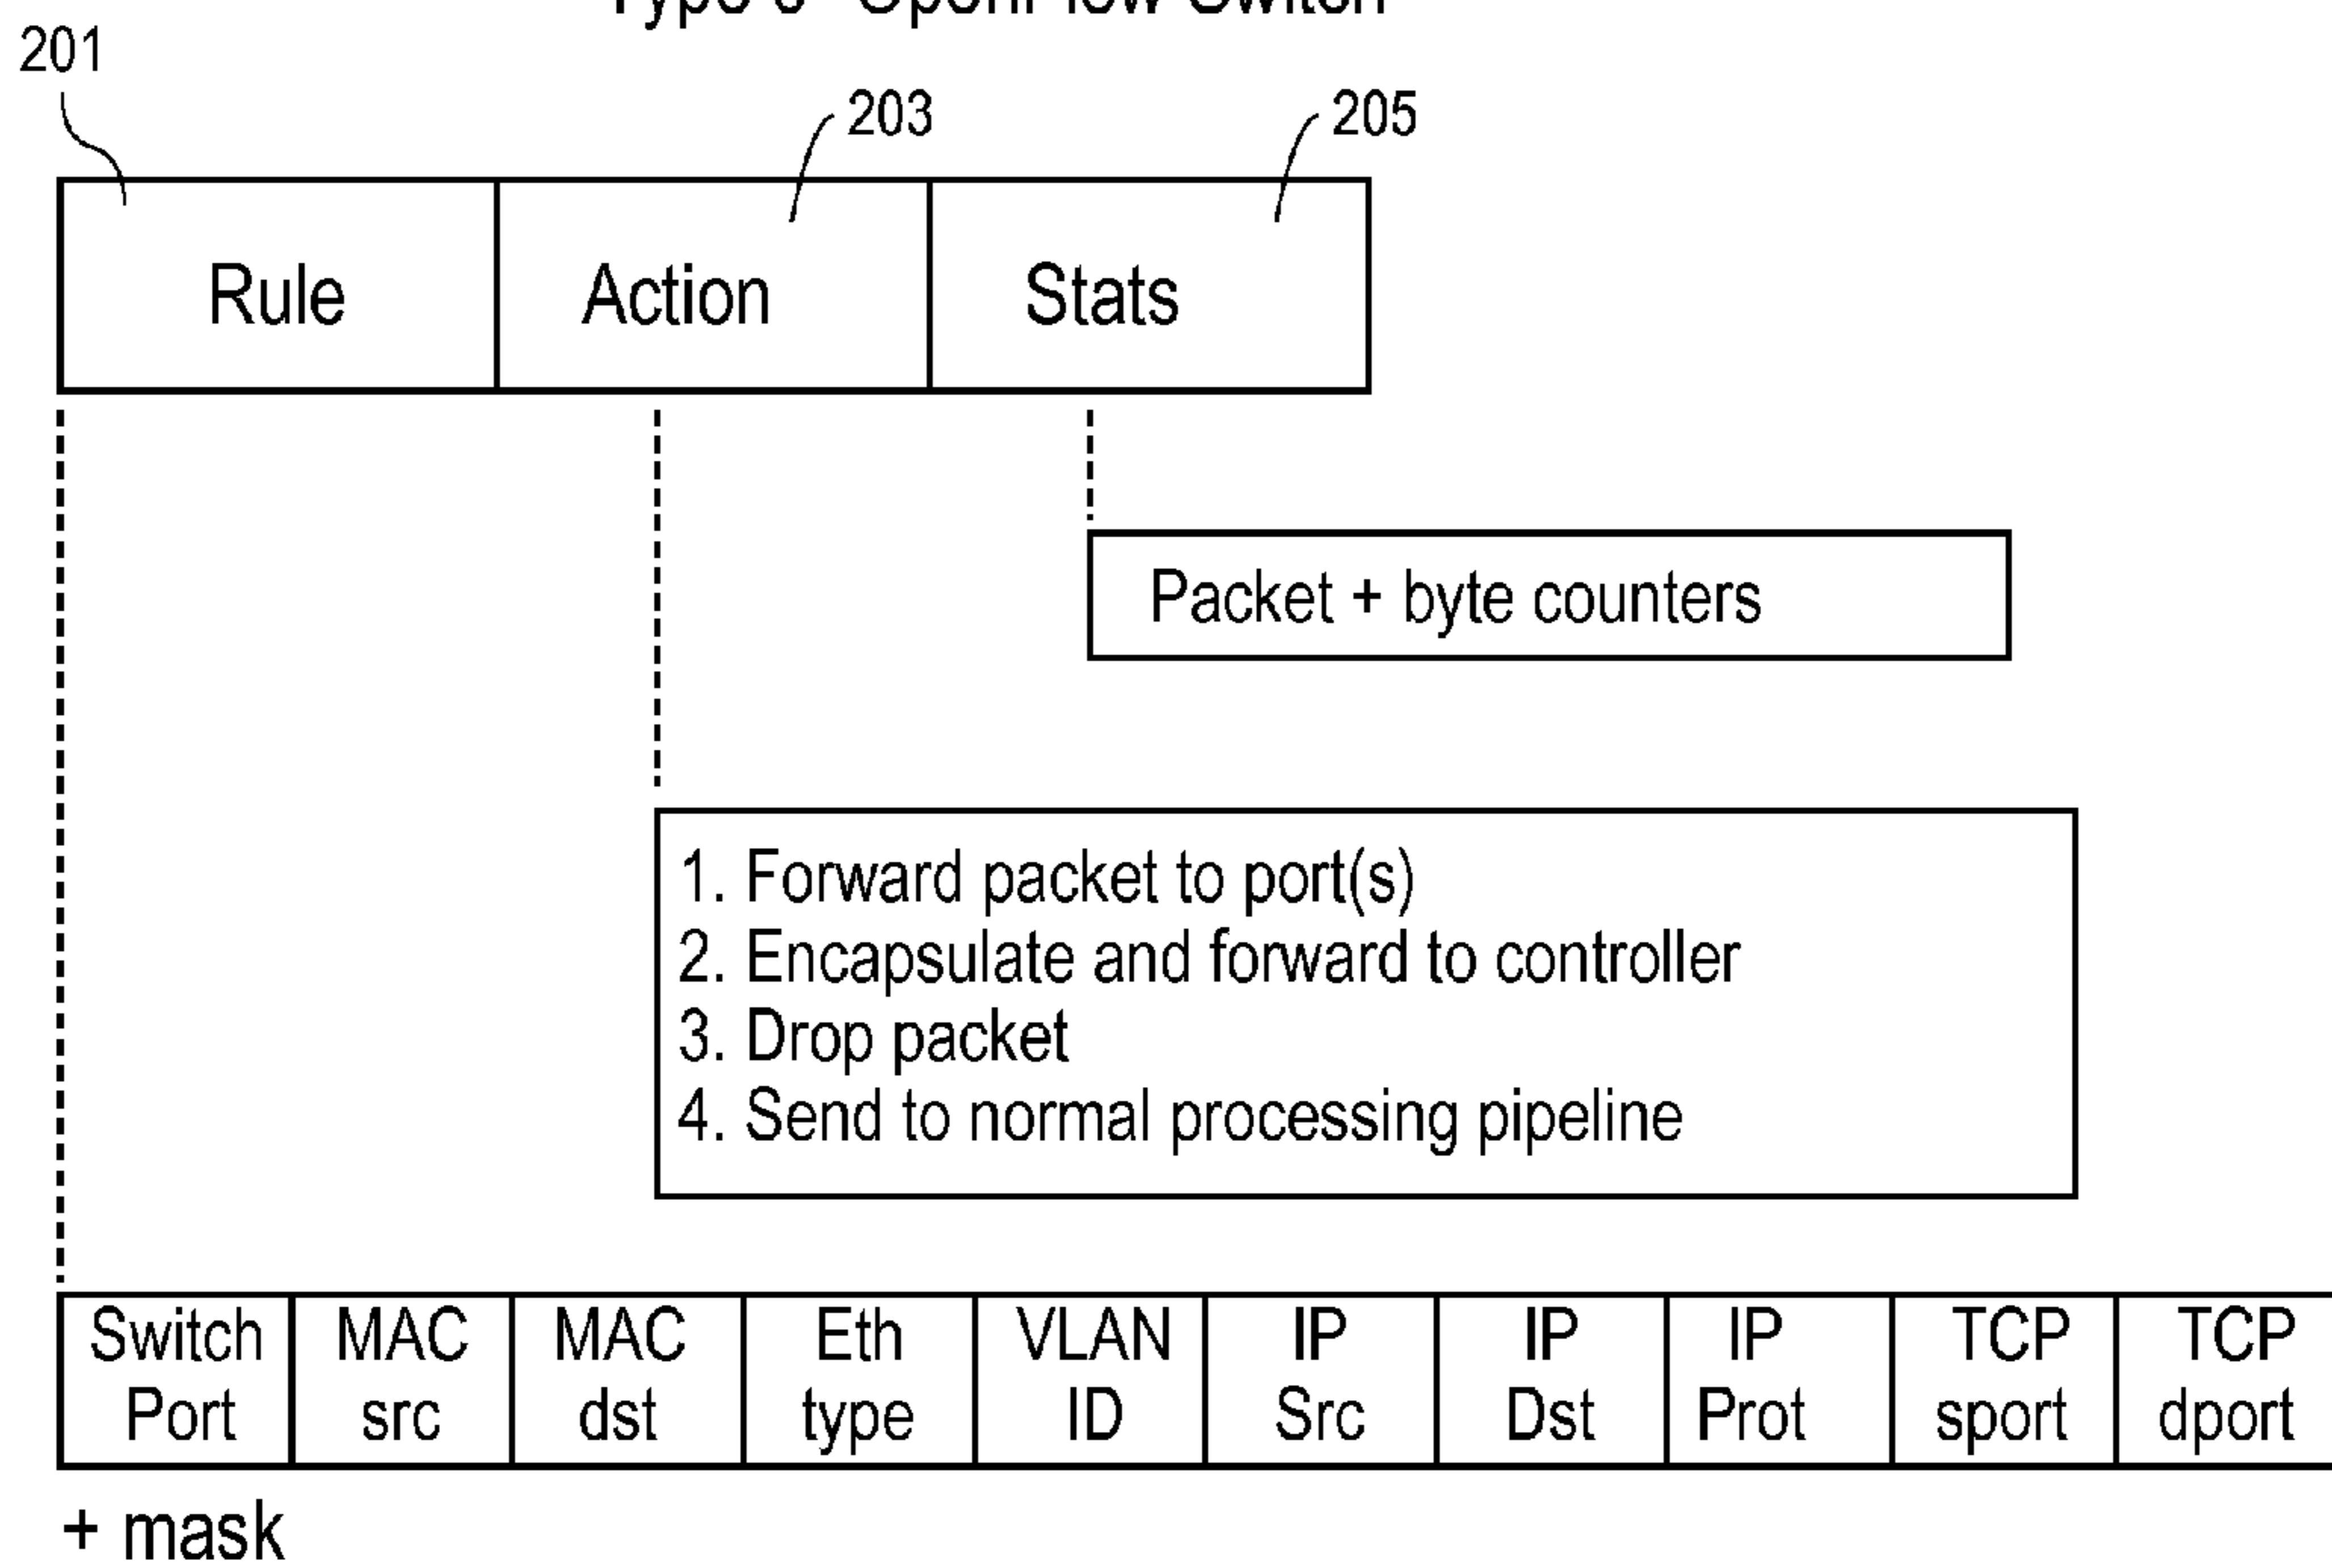 Switch
201
203
205
Rule Action Stats
Packet + byte counters
1. Forward packet to port(s)
2. Encapsulate and forward to controller
3. Drop packet
4. Send to normal processing pipeline
Switch MAC MAC Eth VLAN IP IP IP TCP TCP
Port src dst type ID Src Dst Prot sport dport
+ mask